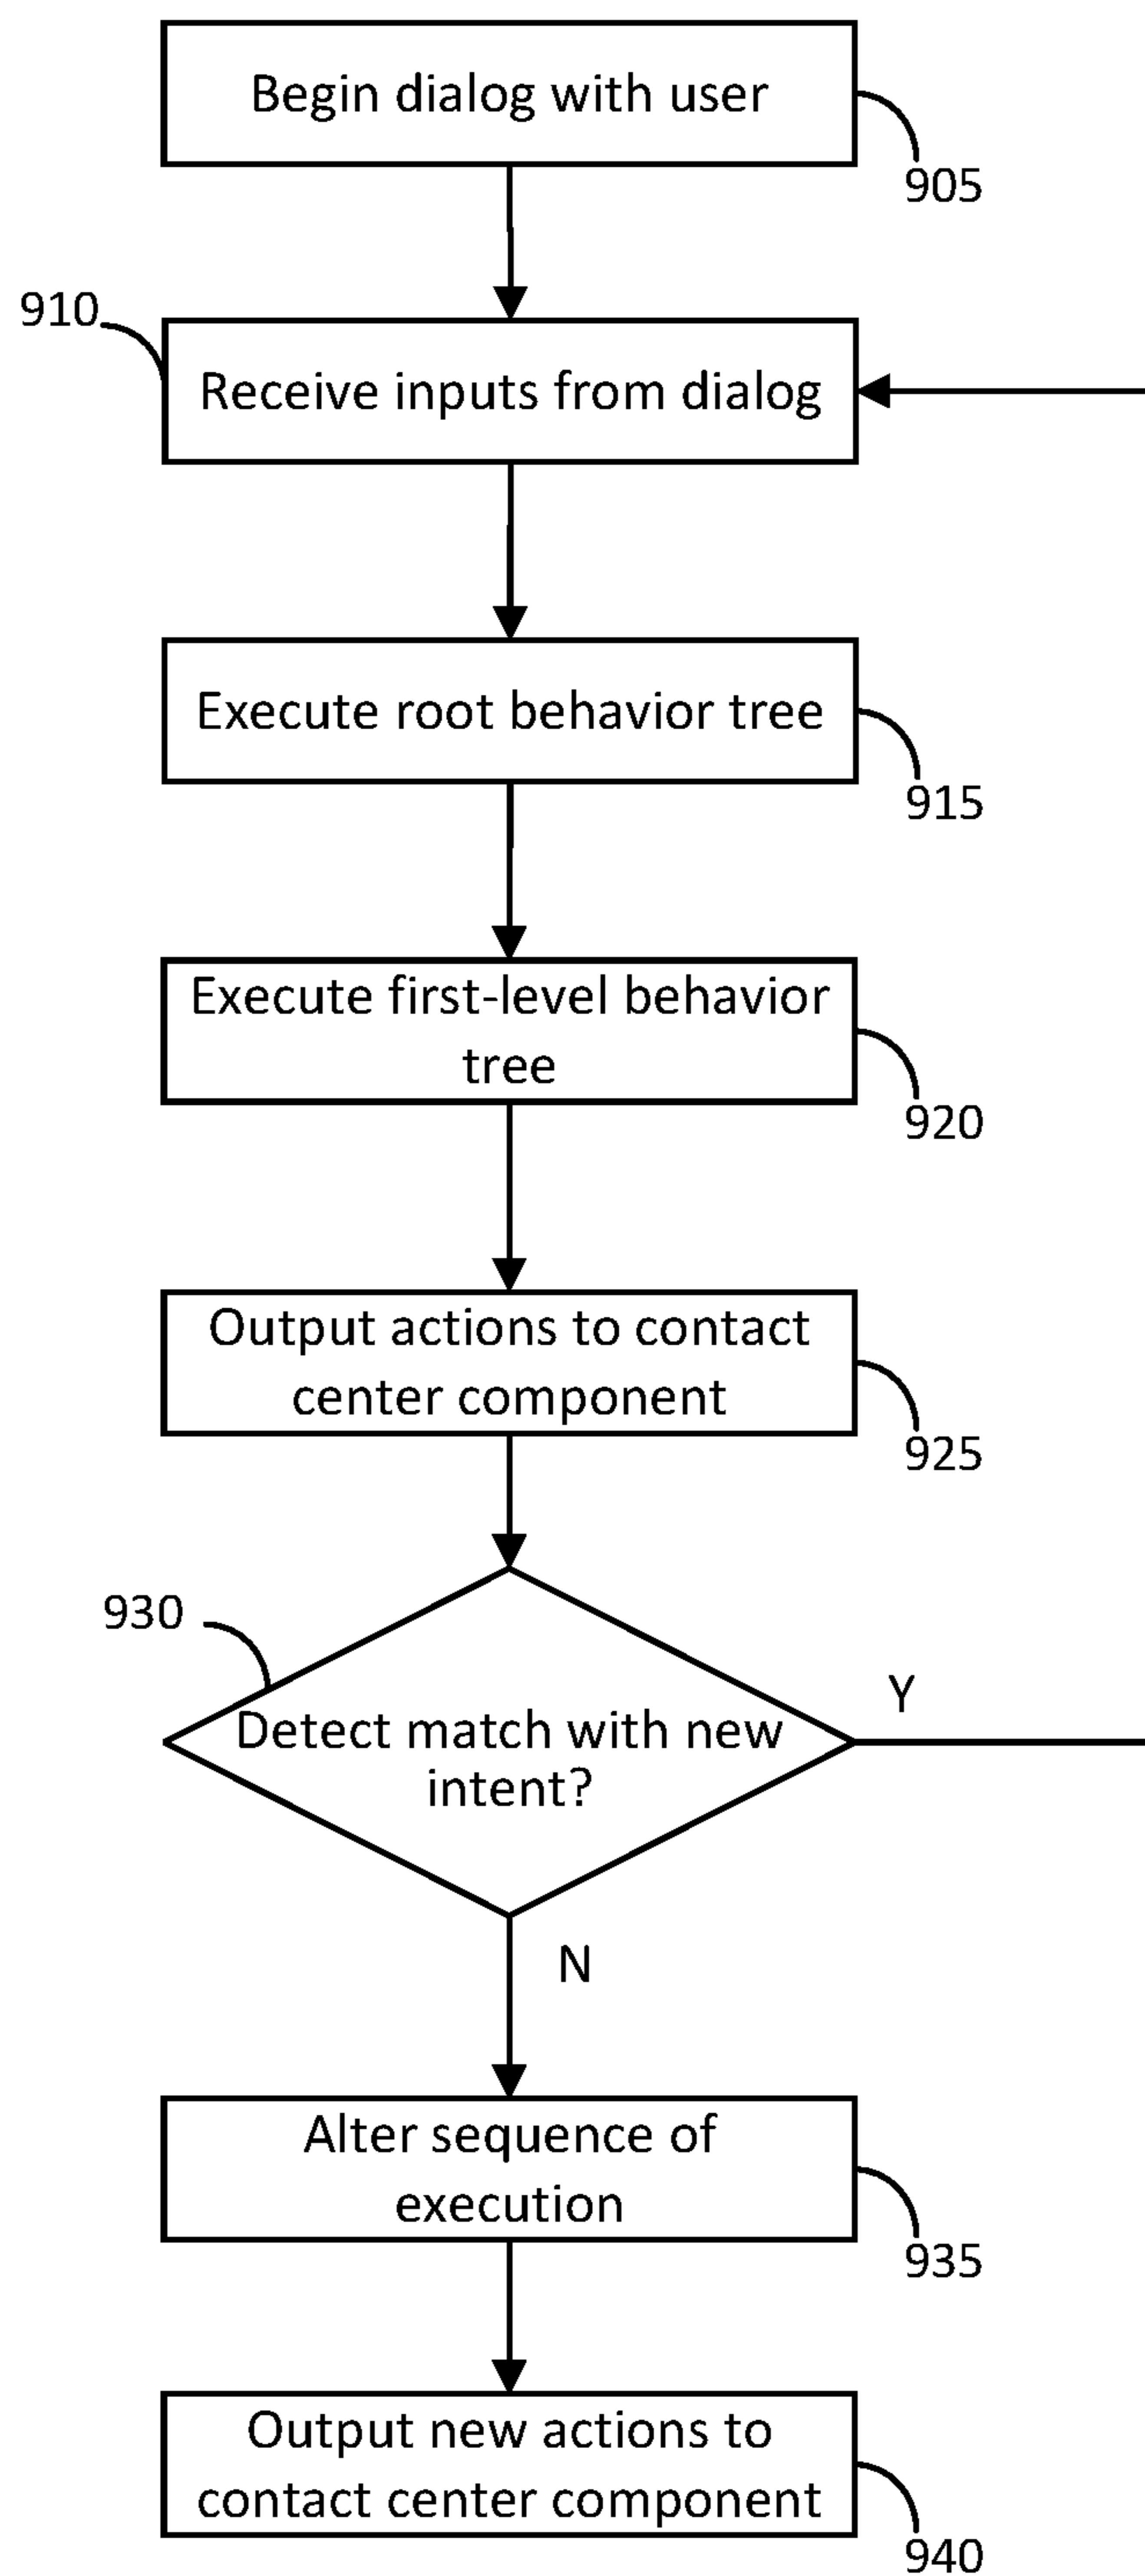 Begin dialog with user
905
910
Receive inputs from dialog
Execute root behavior tree
915
Execute first-level behavior
tree
920
Output actions to contact
center component
925
930
Detect match with new
intent?
Y
N
Alter sequence of
execution
935
Output new actions to
contact center component
940